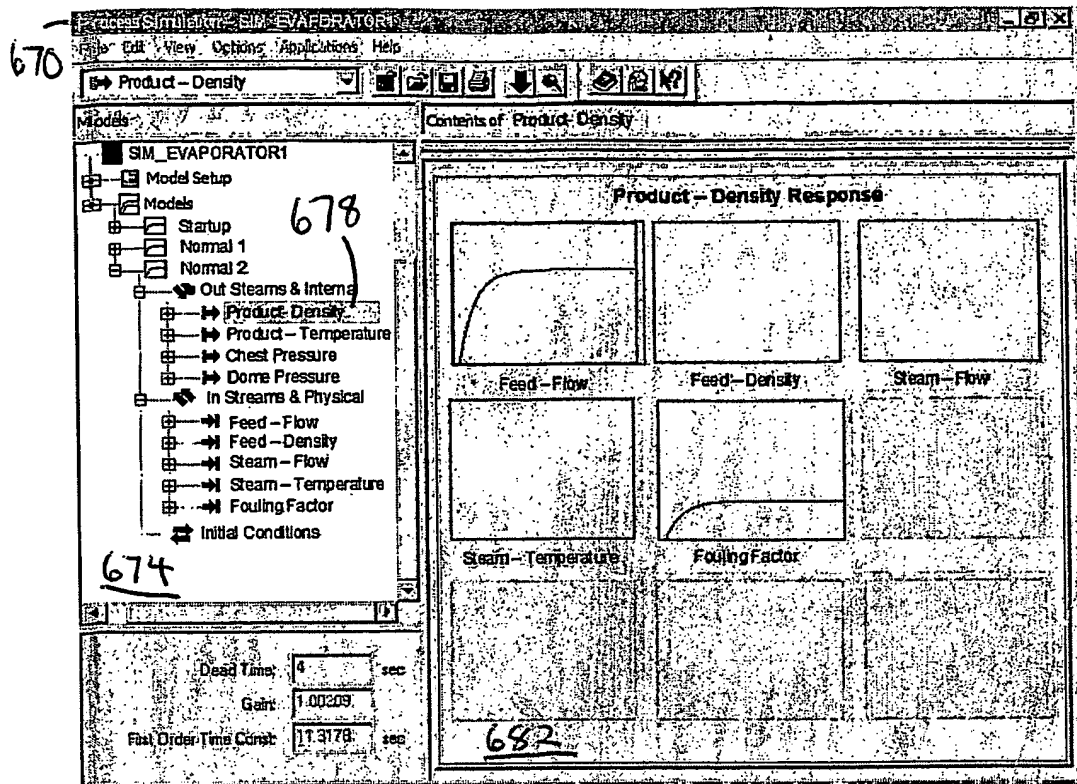 Process Simulation – SIM_EVAPORATOR1
670
File Edit View Options Applications Help
Product – Density
Models
Contents of Product Density
SIM_EVAPORATOR1
Model Setup
Models
678
Startup
Normal 1
Normal 2
Out Steams & Interna
Product-Density
Product – Temperature
Chest Pressure
Dome Pressure
In Streams & Physical
Feed – Flow
Feed – Density
Steam – Flow
Steam – Temperature
Fouling Factor
Initial Conditions
674
Product – Density Response
Feed – Flow
Feed – Density
Steam – Flow
Steam – Temperature
Fouling Factor
682
Dead Time: 4 sec
Gain: 1.00209
First Order Time Const: 11.3178 sec